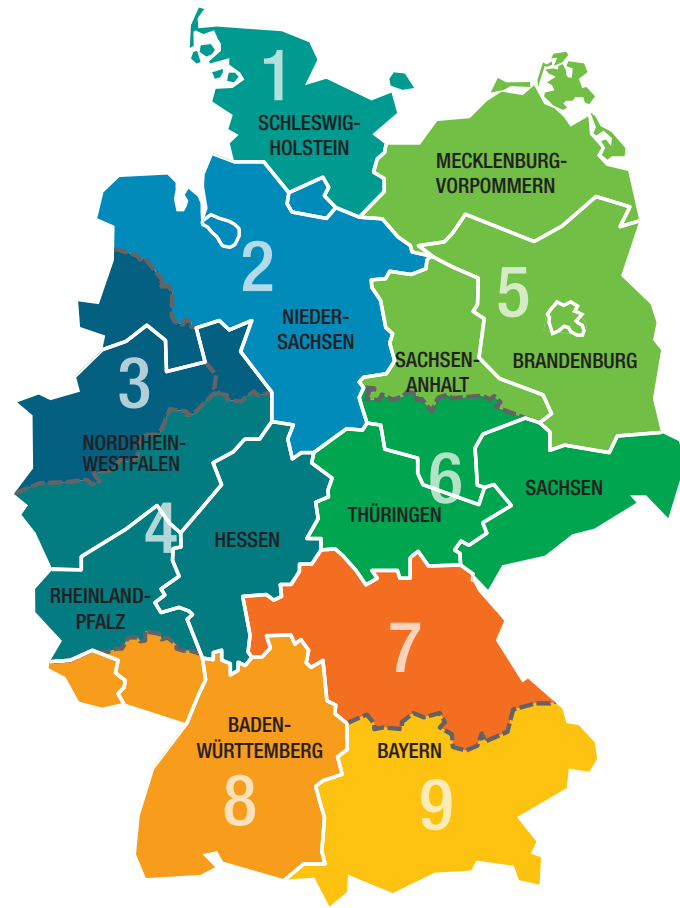 1
SCHLESWIG-
HOLSTEIN
MECKLENBURG-
VORPOMMERN
2
NIEDER-
SACHSEN
5
SACHSEN-
ANHALT
BRANDENBURG
3
NORDRHEIN-
WESTFALEN
6
SACHSEN
THÜRINGEN
4
HESSEN
RHEINLAND-
PFALZ
7
BADEN-
WÜRTTEMBERG
BAYERN
8
9